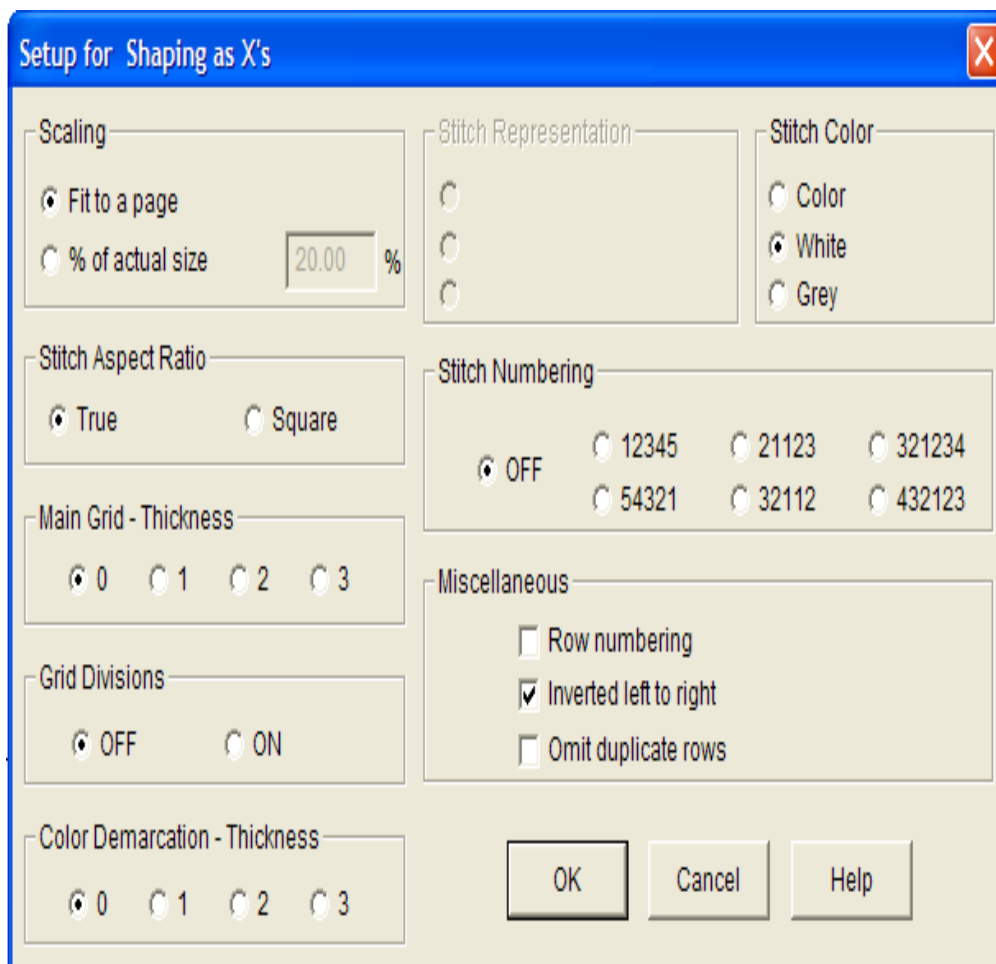 Setup for Shaping as X's
Scaling
Fit to a page
% of actual size 20.00 %
Stitch Representation
Stitch Color
Color
White
Grey
Stitch Aspect Ratio
True Square
Stitch Numbering
OFF
12345 21123 321234
54321 32112 432123
Main Grid - Thickness
0 1 2 3
Miscellaneous
Row numbering
Inverted left to right
Omit duplicate rows
Grid Divisions
OFF ON
Color Demarcation - Thickness
0 1 2 3
OK Cancel Help